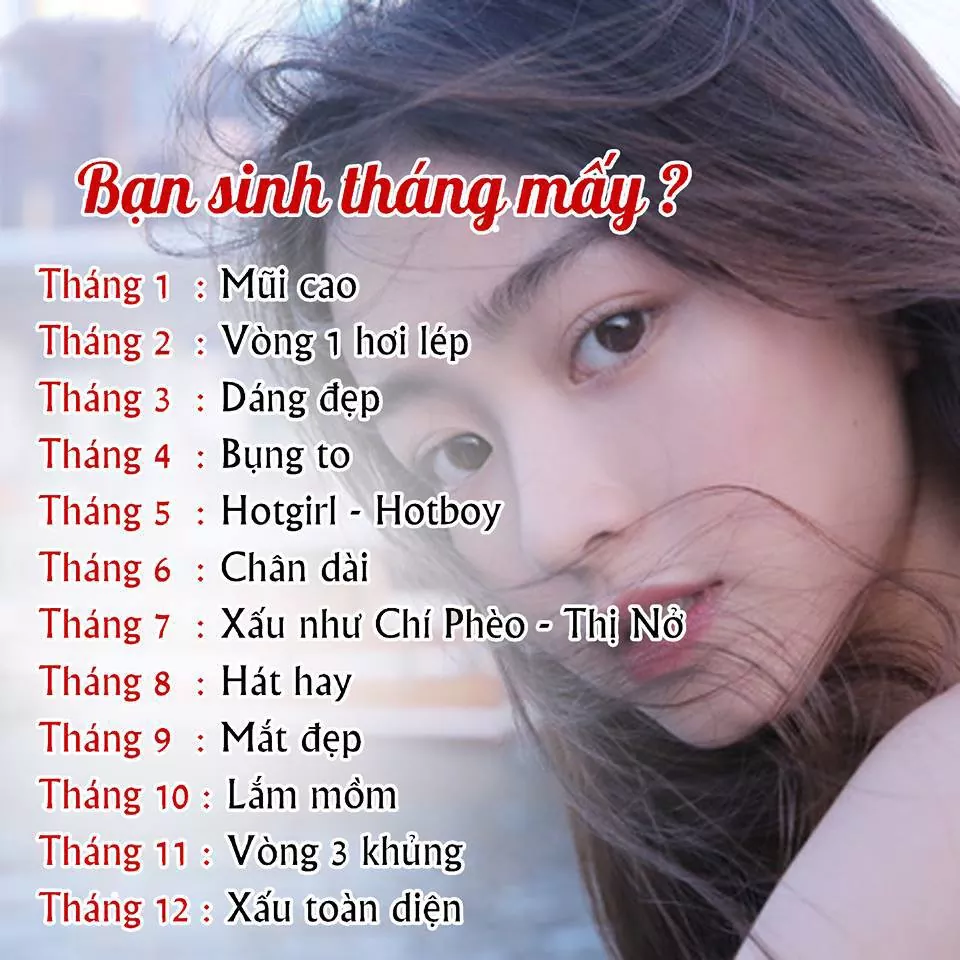 Bạn sinh tháng mấy ?
Tháng 1 : Mũi cao
Tháng 2 : Vòng 1 hơi lép
Tháng 3 : Dáng đẹp
Tháng 4 : Bụng to
Tháng 5 : Hotgirl - Hotboy
Tháng 6 : Chân dài
Tháng 7 : Xấu như Chí Phèo - Thị Nở
Tháng 8 : Hát hay
Tháng 9 : Mắt đẹp
Tháng 10 : Lắm mồm
Tháng 11 : Vòng 3 khủng
Tháng 12 : Xấu toàn diện